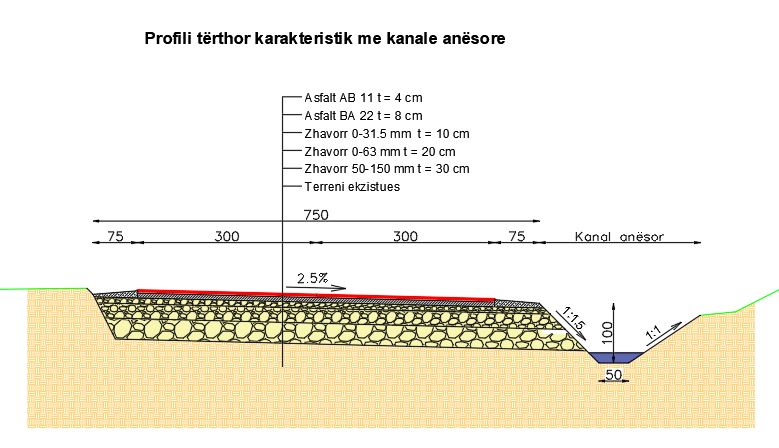 Profili tërthor karakteristik me kanale anësore
Asfalt AB 11 t = 4 cm
Asfalt BA 22 t = 8 cm
Zhavorr 0-31.5 mm t = 10 cm
Zhavorr 0-63 mm t = 20 cm
Zhavorr 50-150 mm t = 30 cm
Terreni ekzistues
750
75 300 300 75 Kanal anësor
2.5%
1:1.5
100
1:1
50